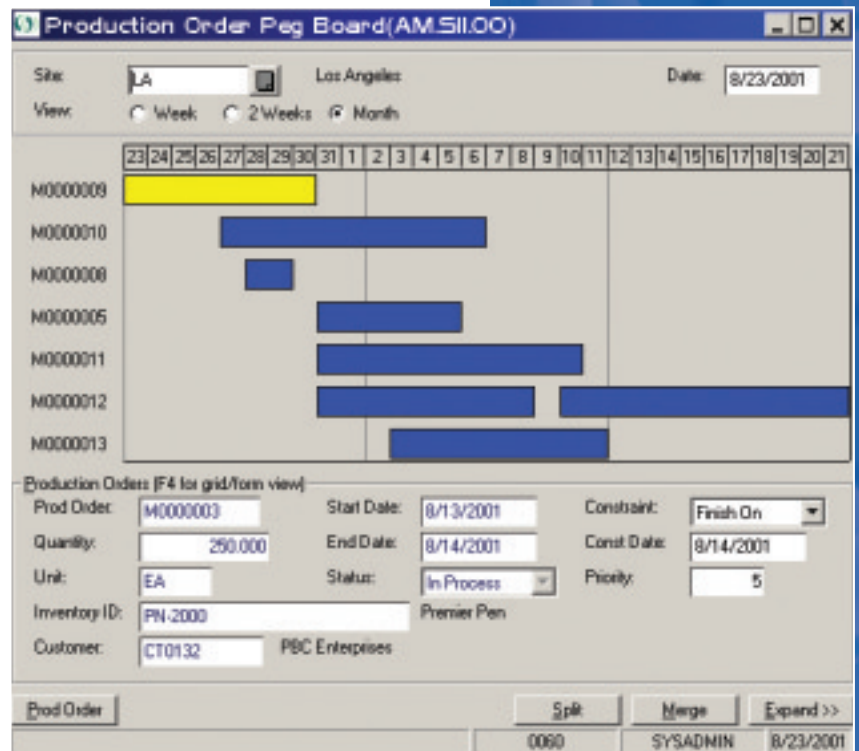 Production Order Peg Board(AM.SII.OO)
Site: LA Los Angeles Date: 8/23/2001
View: Week 2 Weeks Month
23 24 25 26 27 28 29 30 31 1 2 3 4 5 6 7 8 9 10 11 12 13 14 15 16 17 18 19 20 21
M0000009
M0000010
M0000008
M0000005
M0000011
M0000012
M0000013
Production Orders (F4 for grid/form view)
Prod Order: M0000003 Start Date: 8/13/2001 Constraint: Finish On
Quantity: 250.000 End Date: 8/14/2001 Const Date: 8/14/2001
Unit: EA Status: In Process Priority: 5
Inventory ID: PN-2000 Premier Pen
Customer: CT0132 PBC Enterprises
Prod Order Split Merge Expand >>
0060 SYSADMIN 8/23/2001